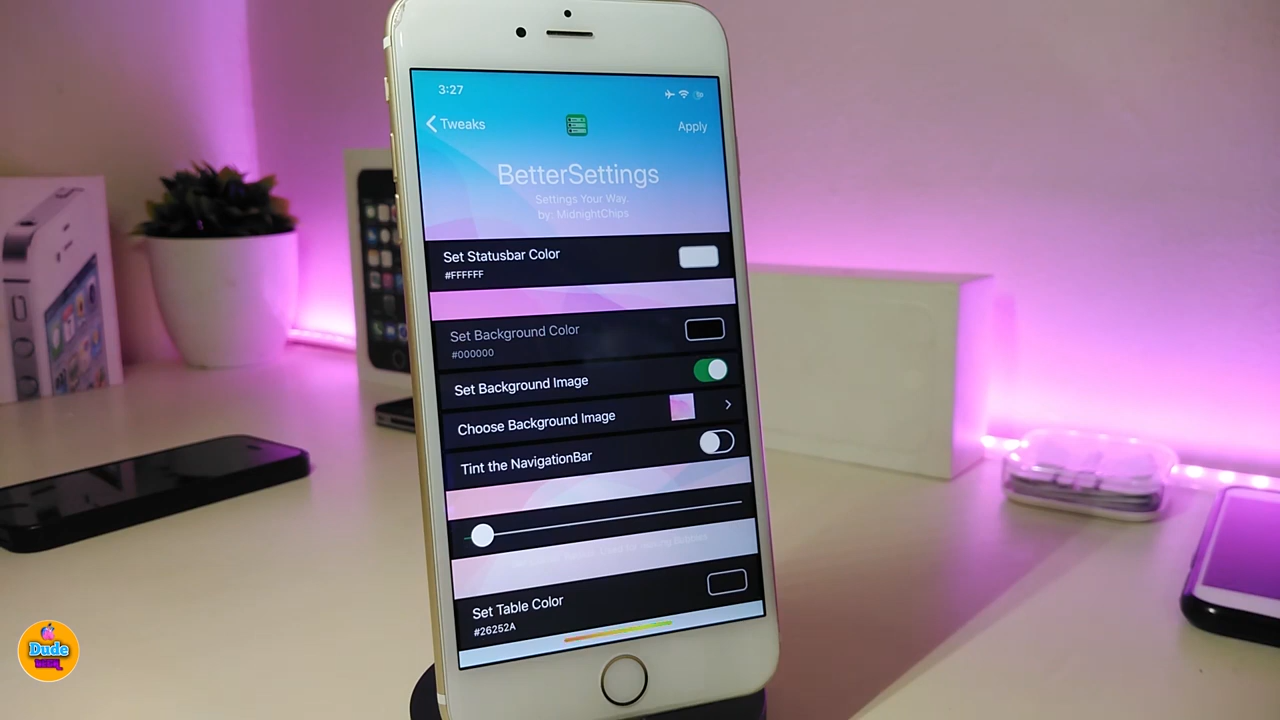 3:27
Tweaks
Apply
BetterSettings
Settings Your Way.
by: MidnightChips
Set Statusbar Color
#FFFFFF
Set Background Color
#000000
Set Background Image
Choose Background Image
Tint the NavigationBar
Set Table Color
#26252A
Dude